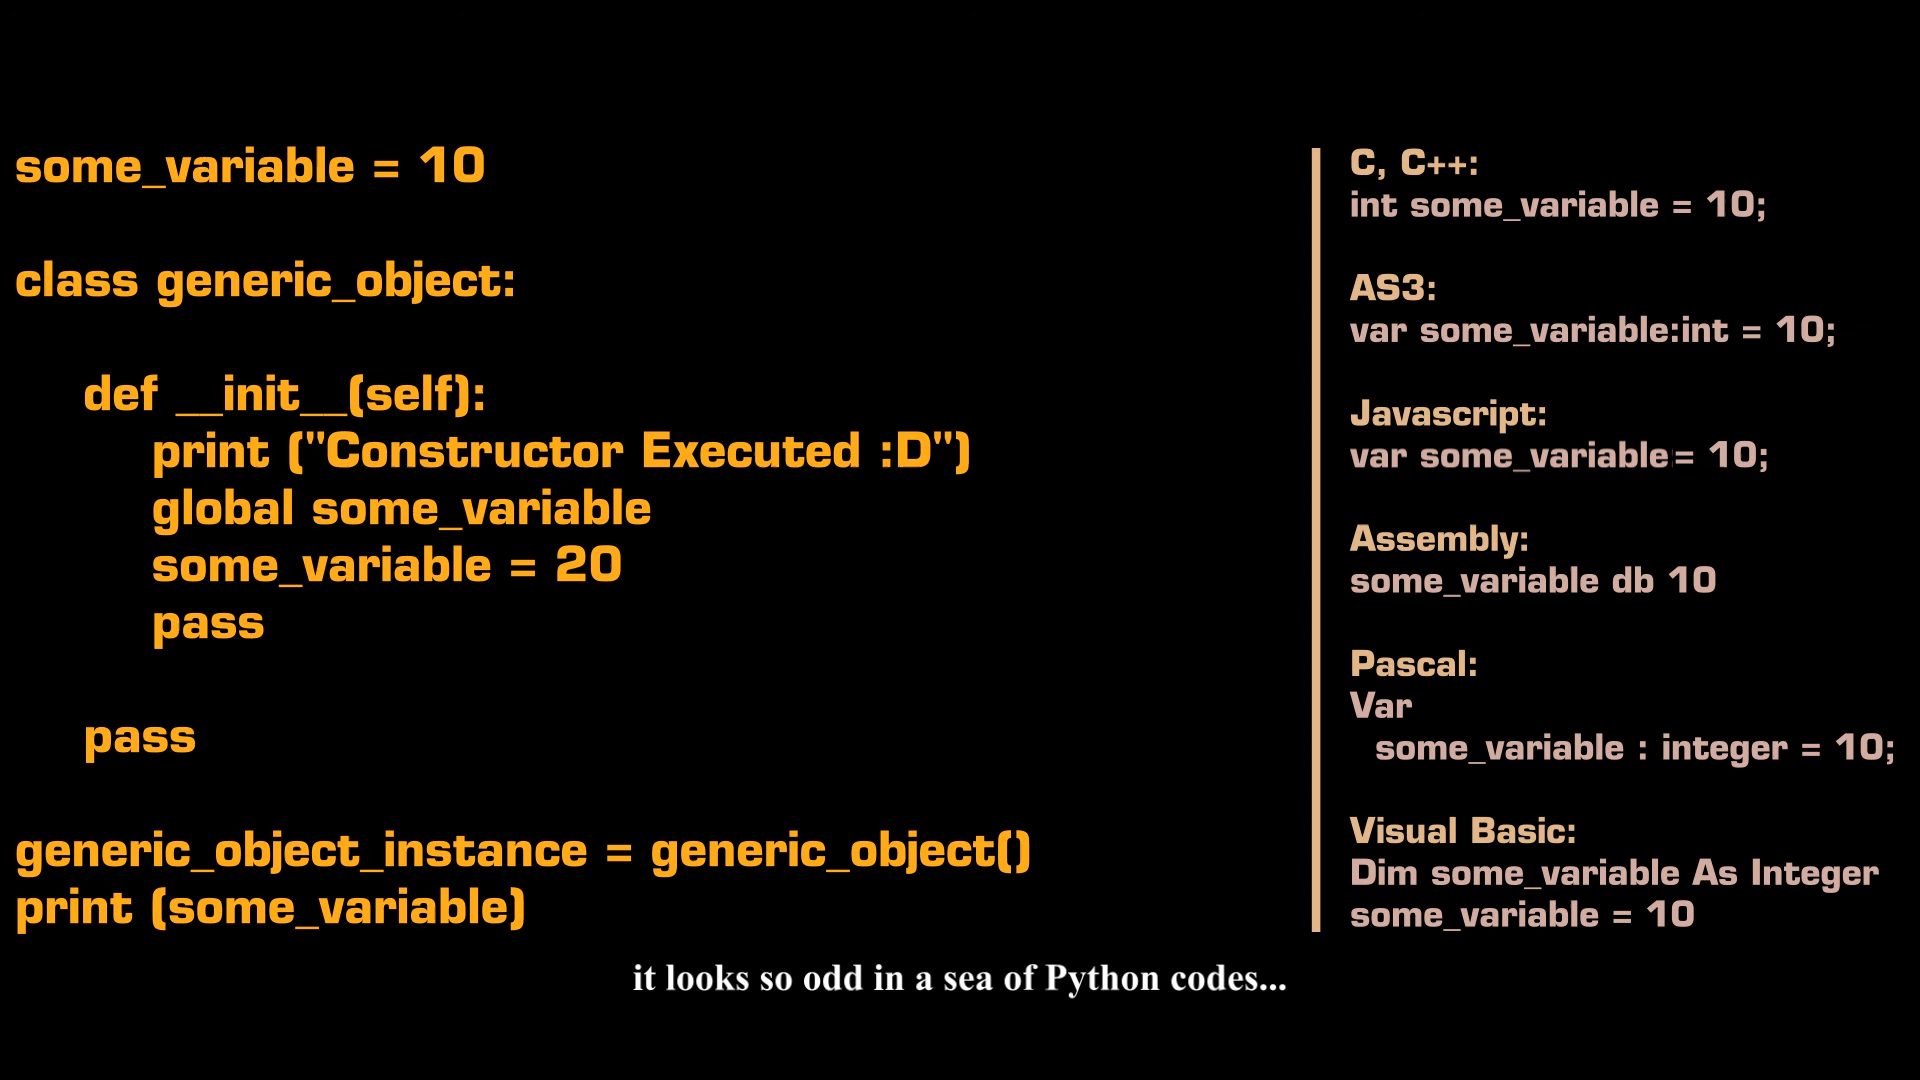 some_variable = 10
class generic_object:
def __init__(self):
print ("Constructor Executed :D")
global some_variable
some_variable = 20
pass
pass
generic_object_instance = generic_object()
print (some_variable)
C, C++:
int some_variable = 10;
AS3:
var some_variable:int = 10;
Javascript:
var some_variable = 10;
Assembly:
some_variable db 10
Pascal:
Var
some_variable : integer = 10;
Visual Basic:
Dim some_variable As Integer
some_variable = 10
it looks so odd in a sea of Python codes...